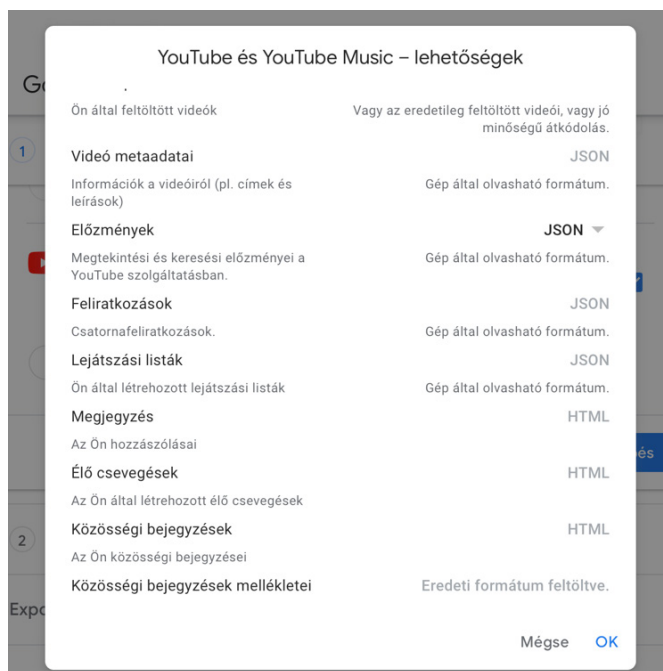 YouTube és YouTube Music – lehetőségek
Ön által feltöltött videók
Vagy az eredetileg feltöltött videói, vagy jó
minőségű átkódolás.
1
Videó metaadatai
JSON
Információk a videóiról (pl. címek és
leírások)
Gép által olvasható formátum.
Előzmények
JSON
Megtekintési és keresési előzményei a
YouTube szolgáltatásban.
Gép által olvasható formátum.
Feliratkozások
JSON
Csatornafeliratkozások.
Gép által olvasható formátum.
Lejátszási listák
JSON
Ön által létrehozott lejátszási listák
Gép által olvasható formátum.
Megjegyzés
HTML
Az Ön hozzászólásai
Élő csevegések
HTML
Az Ön által létrehozott élő csevegések
2
Közösségi bejegyzések
HTML
Az Ön közösségi bejegyzései
Közösségi bejegyzések mellékletei
Eredeti formátum feltöltve.
Mégse
OK